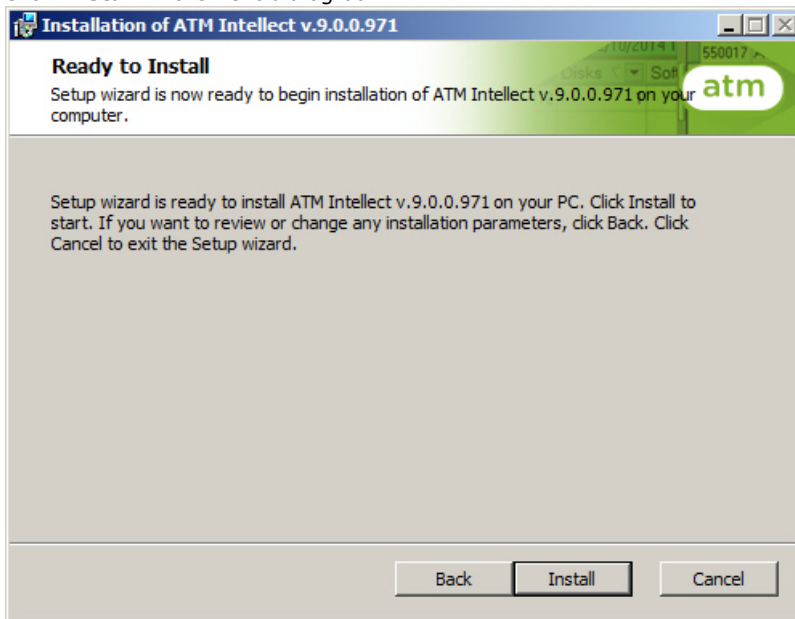 Installation of ATM Intellect v.9.0.0.971
Ready to Install
Setup wizard is now ready to begin installation of ATM Intellect v.9.0.0.971 on your
computer.
550017
Disks
atm
Setup wizard is ready to install ATM Intellect v.9.0.0.971 on your PC. Click Install to
start. If you want to review or change any installation parameters, click Back. Click
Cancel to exit the Setup wizard.
Back Install Cancel